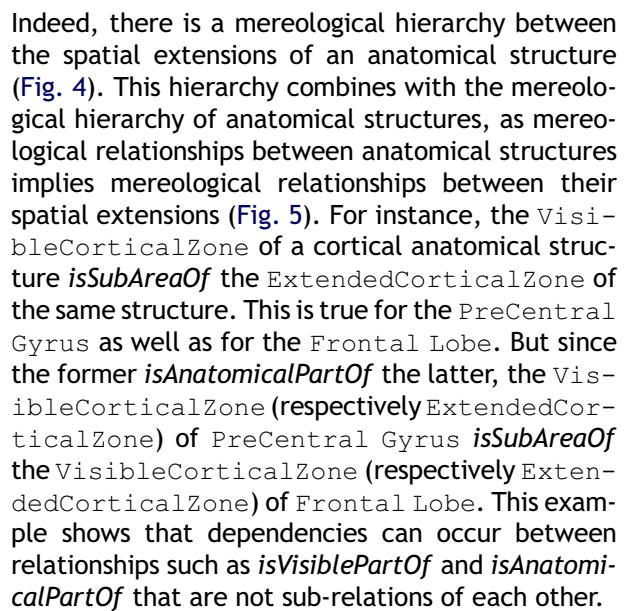 Indeed, there is a mereological hierarchy between
the spatial extensions of an anatomical structure
(Fig. 4). This hierarchy combines with the mereolo-
gical hierarchy of anatomical structures, as mereo-
logical relationships between anatomical structures
implies mereological relationships between their
spatial extensions (Fig. 5). For instance, the Visi-
bleCorticalZone of a cortical anatomical struc-
ture isSubAreaOf the ExtendedCorticalZone of
the same structure. This is true for the PreCentral
Gyrus as well as for the Frontal Lobe. But since
the former isAnatomicalPartOf the latter, the Vis-
ibleCorticalZone (respectively ExtendedCor-
ticalZone) of PreCentral Gyrus isSubAreaOf
the VisibleCorticalZone (respectively Exten-
dedCorticalZone) of Frontal Lobe. This exam-
ple shows that dependencies can occur between
relationships such as isVisiblePartOf and isAnatomi-
calPartOf that are not sub-relations of each other.